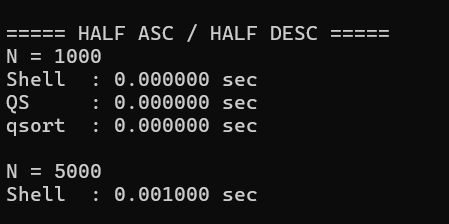 ===== HALF ASC / HALF DESC =====
N = 1000
Shell  : 0.000000 sec
QS     : 0.000000 sec
qsort  : 0.000000 sec
N = 5000
Shell  : 0.001000 sec